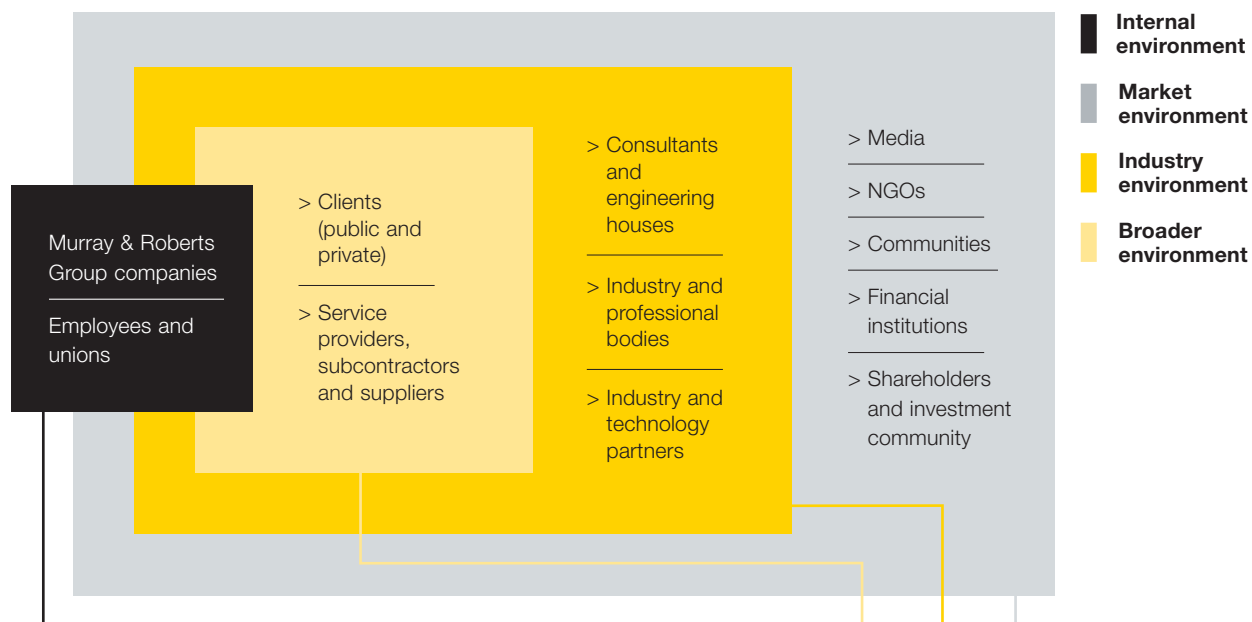 Murray & Roberts
Group companies
Employees and
unions
> Clients
(public and
private)
> Service
providers,
subcontractors
and suppliers
> Consultants
and
engineering
houses
> Industry and
professional
bodies
> Industry and
technology
partners
> Media
> NGOs
> Communities
> Financial
institutions
> Shareholders
and investment
community
Internal
environment
Market
environment
Industry
environment
Broader
environment